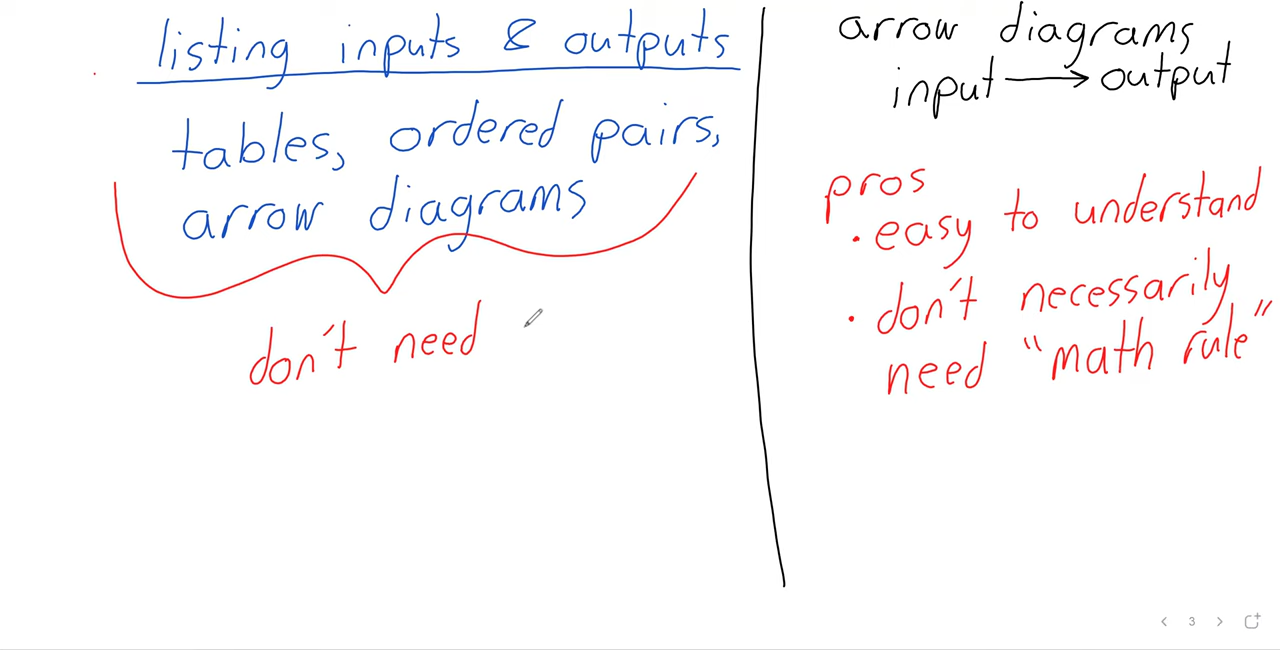 listing inputs & outputs
tables, ordered pairs,
arrow diagrams
don't need
arrow diagrams
input → output
pros
• easy to understand
• don't necessarily
need "math rule"
3